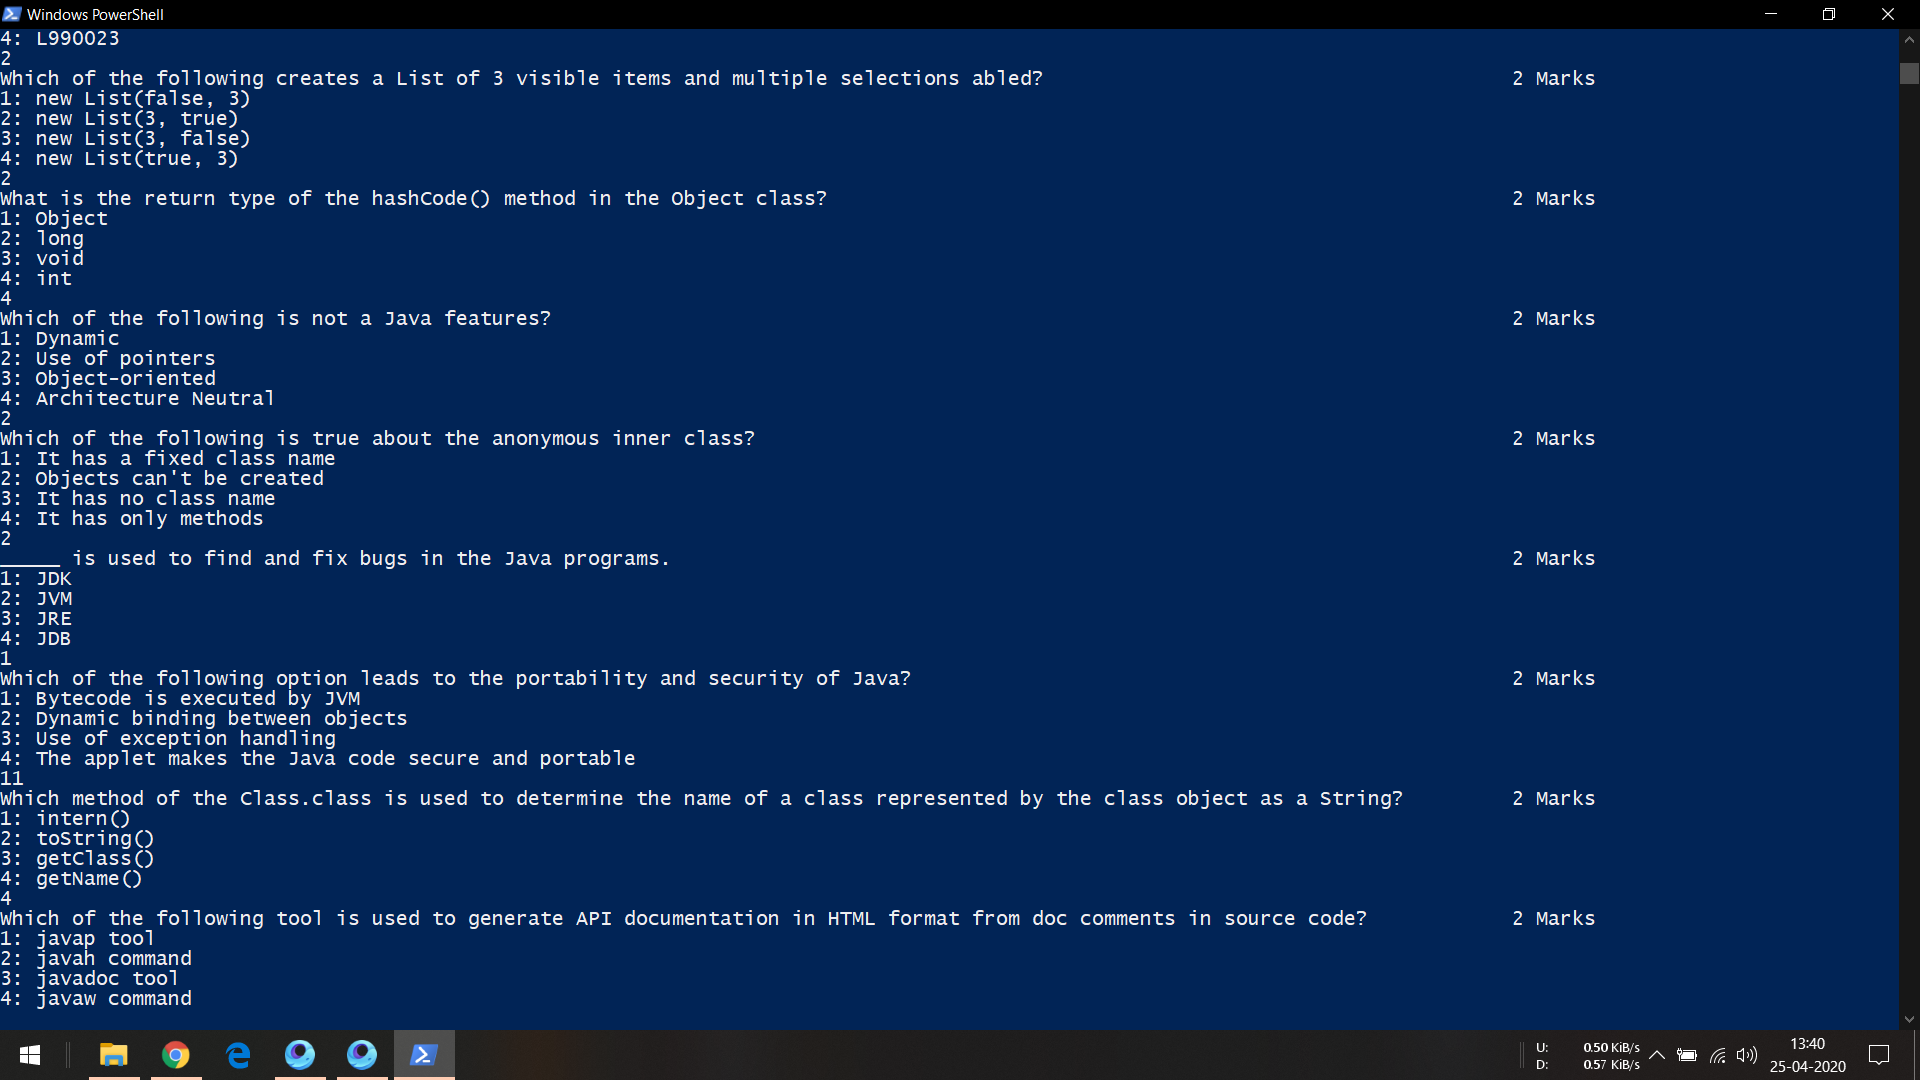 Windows PowerShell
4: L990023
2
Which of the following creates a List of 3 visible items and multiple selections abled? 2 Marks
1: new List(false, 3)
2: new List(3, true)
3: new List(3, false)
4: new List(true, 3)
2
What is the return type of the hashCode() method in the Object class? 2 Marks
1: Object
2: long
3: void
4: int
4
Which of the following is not a Java features? 2 Marks
1: Dynamic
2: Use of pointers
3: Object-oriented
4: Architecture Neutral
2
Which of the following is true about the anonymous inner class? 2 Marks
1: It has a fixed class name
2: Objects can't be created
3: It has no class name
4: It has only methods
2
_____ is used to find and fix bugs in the Java programs. 2 Marks
1: JDK
2: JVM
3: JRE
4: JDB
1
Which of the following option leads to the portability and security of Java? 2 Marks
1: Bytecode is executed by JVM
2: Dynamic binding between objects
3: Use of exception handling
4: The applet makes the Java code secure and portable
11
Which method of the Class.class is used to determine the name of a class represented by the class object as a String? 2 Marks
1: intern()
2: toString()
3: getClass()
4: getName()
4
Which of the following tool is used to generate API documentation in HTML format from doc comments in source code? 2 Marks
1: javap tool
2: javah command
3: javadoc tool
4: javaw command
U: 0.50 KiB/s
D: 0.57 KiB/s
13:40
25-04-2020